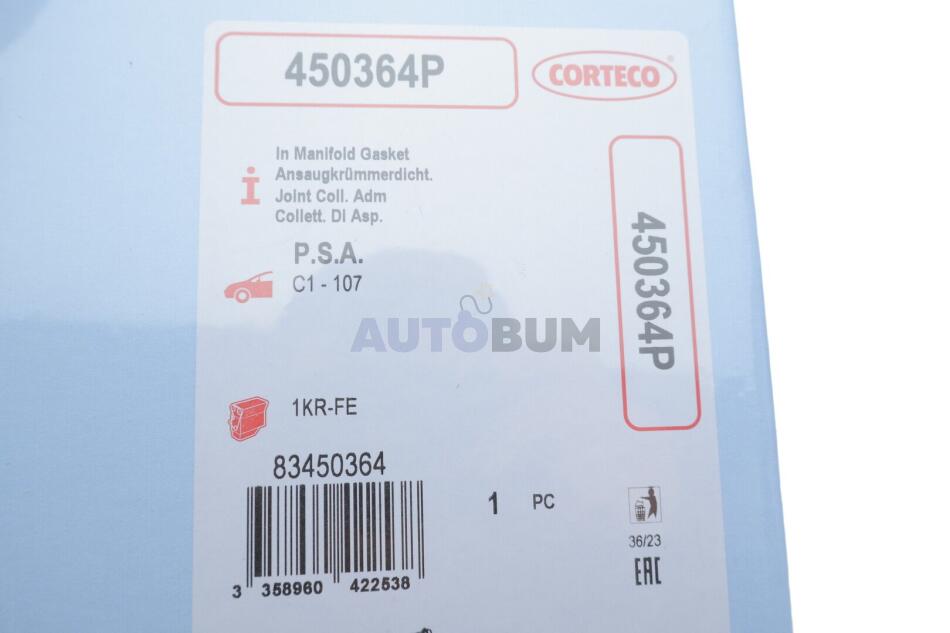 450364P
CORTECO
In Manifold Gasket
Ansaugkrümmerdicht.
Joint Coll. Adm
Collett. DI Asp.
P.S.A.
C1 - 107
450364P
AUTOBUM
1KR-FE
83450364
1 PC
3 358960 422538
36/23
EAC